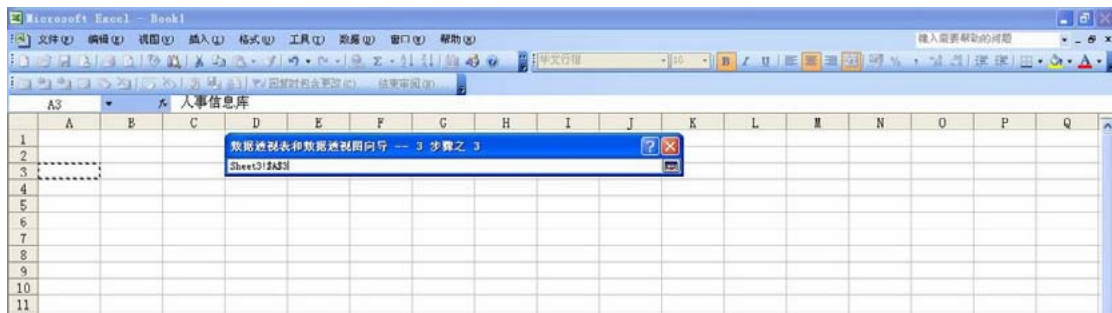 Microsoft Excel - Book1
文件(F) 编辑(E) 视图(V) 插入(I) 格式(O) 工具(T) 数据(D) 窗口(W) 帮助(H) 键入需要帮助的问题
华文行楷 16 B I U
答复时包含更改(C) 结束审阅(N)
A3 fx 人事信息库
A B C D E F G H I J K L M N O P Q
1
数据透视表和数据透视图向导 -- 3 步骤之 3
2
Sheet3!$A$3
3
4
5
6
7
8
9
10
11